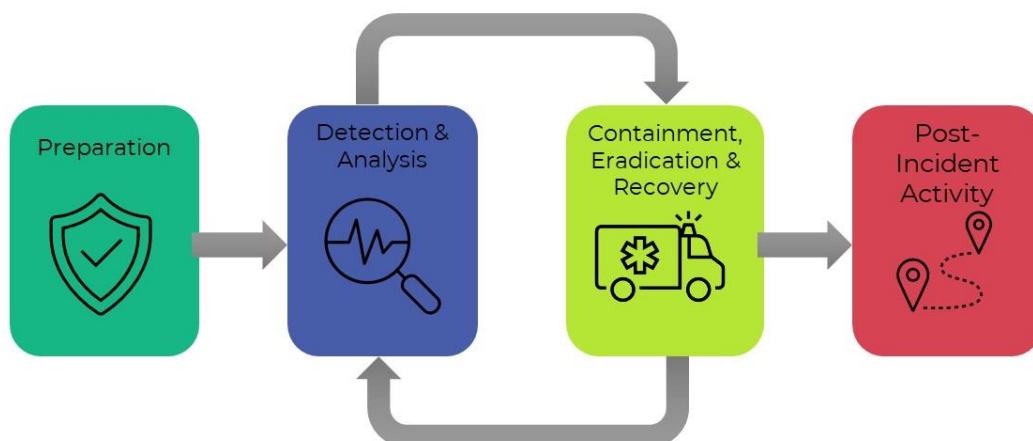 Preparation
Detection &
Analysis
Containment,
Eradication &
Recovery
Post-
Incident
Activity